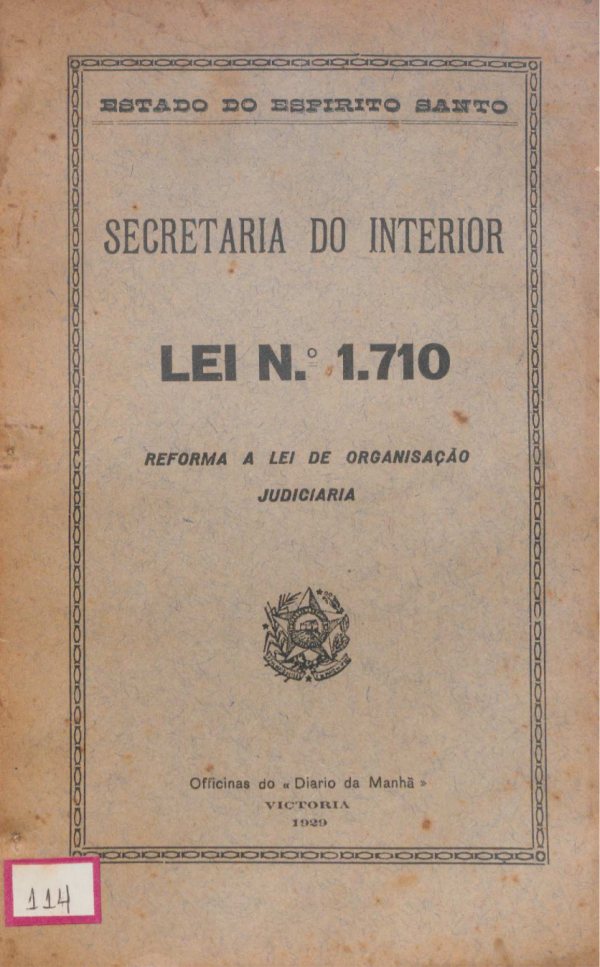 ESTADO DO ESPIRITO SANTO
SECRETARIA DO INTERIOR
LEI N.º 1.710
REFORMA A LEI DE ORGANISAÇÃO
JUDICIARIA
Officinas do « Diario da Manhã »
VICTORIA
1929
114